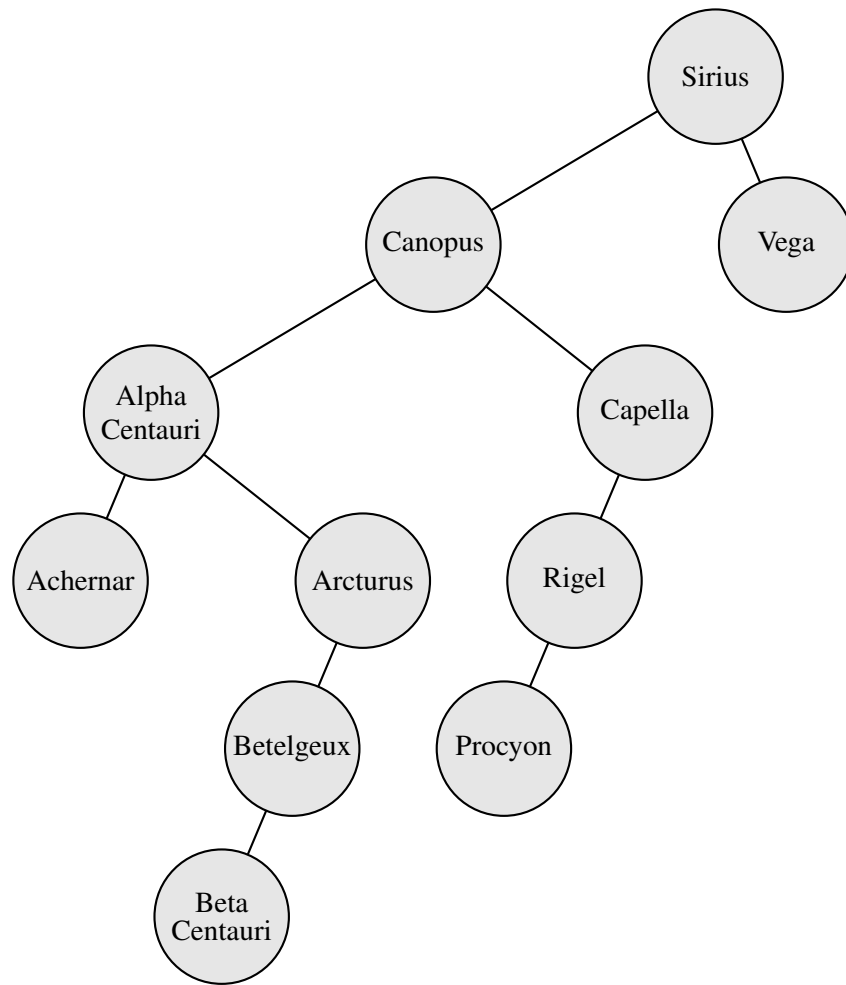 Sirius
Canopus
Vega
Alpha
Centauri
Capella
Achernar
Arcturus
Rigel
Betelgeux
Procyon
Beta
Centauri